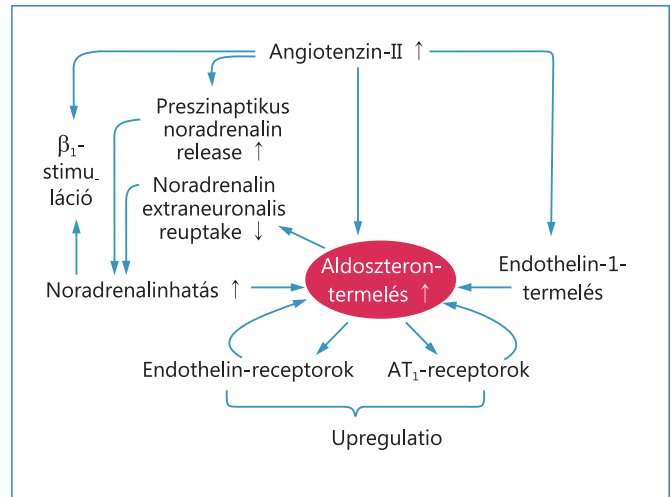 Angiotenzin-II ↑
Preszinaptikus
noradrenalin
release ↑
β₁-
stimu-
láció
Noradrenalin
extraneuronalis
reuptake ↓
Aldoszteron-
termelés ↑
Endothelin-1-
termelés
Noradrenalinhatás ↑
Endothelin-receptorok
AT₁-receptorok
Upregulatio